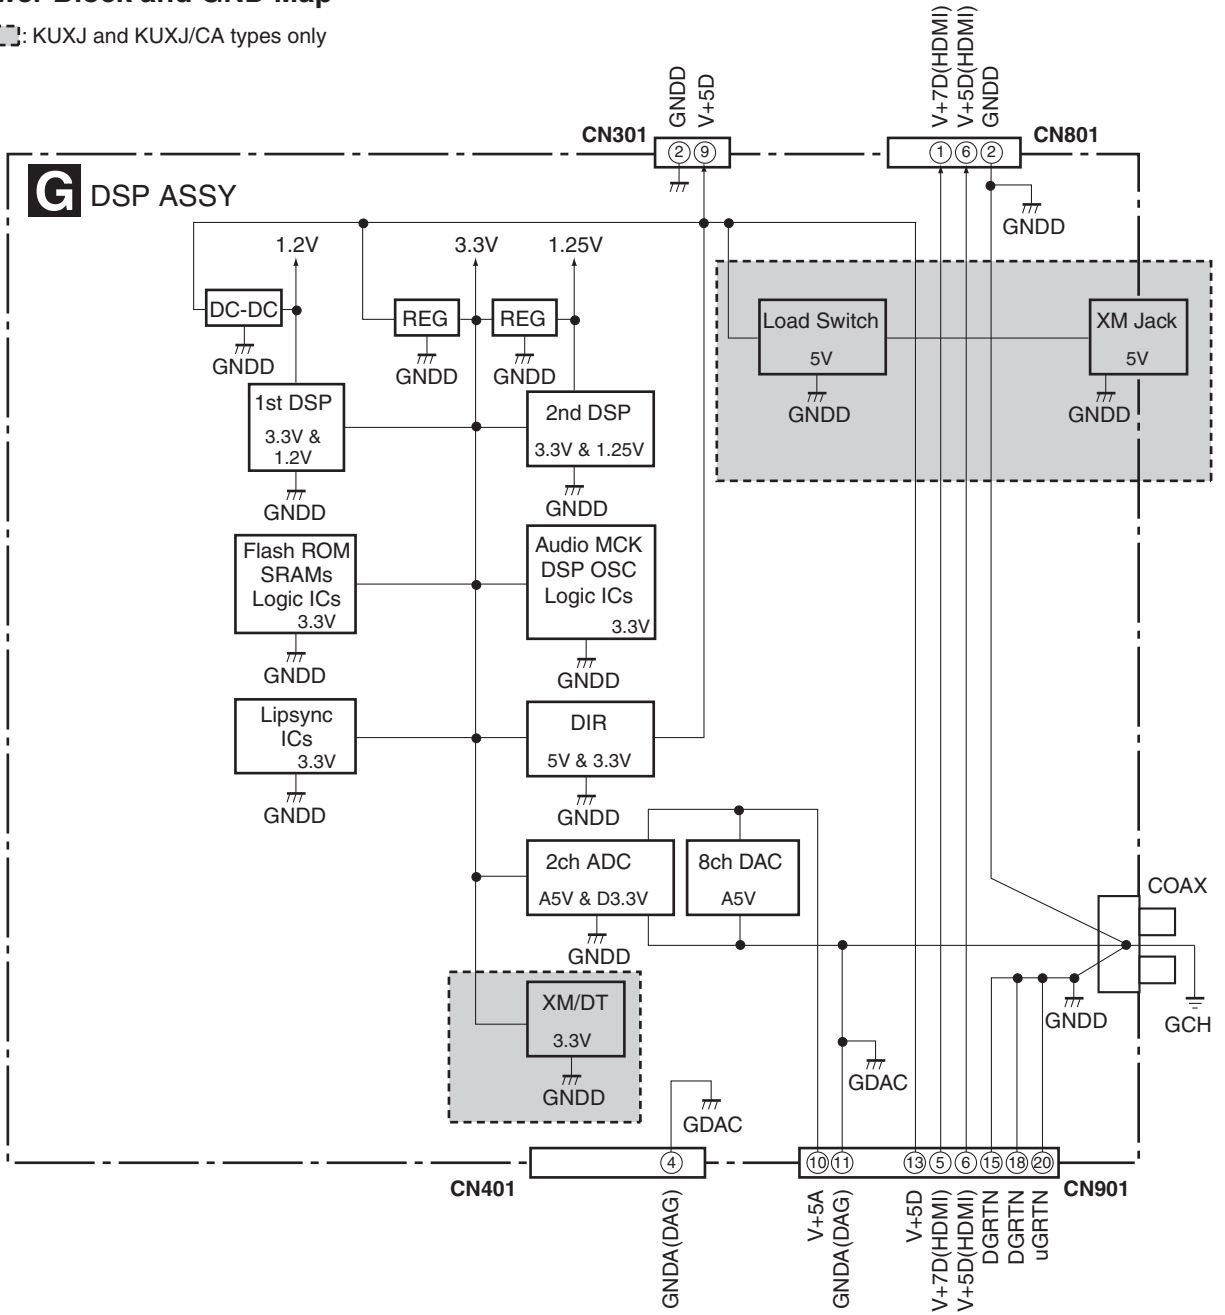 Block and GND Map
: KUXJ and KUXJ/CA types only
GNDD
V+5D
V+7D(HDMI)
V+5D(HDMI)
GNDD
CN301
2
9
1
6
2
CN801
G DSP ASSY
GNDD
1.2V
3.3V
1.25V
DC-DC
GNDD
REG
GNDD
REG
GNDD
Load Switch
5V
GNDD
XM Jack
5V
GNDD
1st DSP
3.3V &
1.2V
GNDD
2nd DSP
3.3V & 1.25V
GNDD
Flash ROM
SRAMs
Logic ICs
3.3V
GNDD
Audio MCK
DSP OSC
Logic ICs
3.3V
GNDD
Lipsync
ICs
3.3V
GNDD
DIR
5V & 3.3V
GNDD
2ch ADC
A5V & D3.3V
GNDD
8ch DAC
A5V
COAX
GNDD
GCH
XM/DT
3.3V
GNDD
GDAC
GDAC
CN401
4
GNDA(DAG)
10
11
13
5
6
15
18
20
CN901
V+5A
GNDA(DAG)
V+5D
V+7D(HDMI)
V+5D(HDMI)
DGRTN
DGRTN
uGRTN